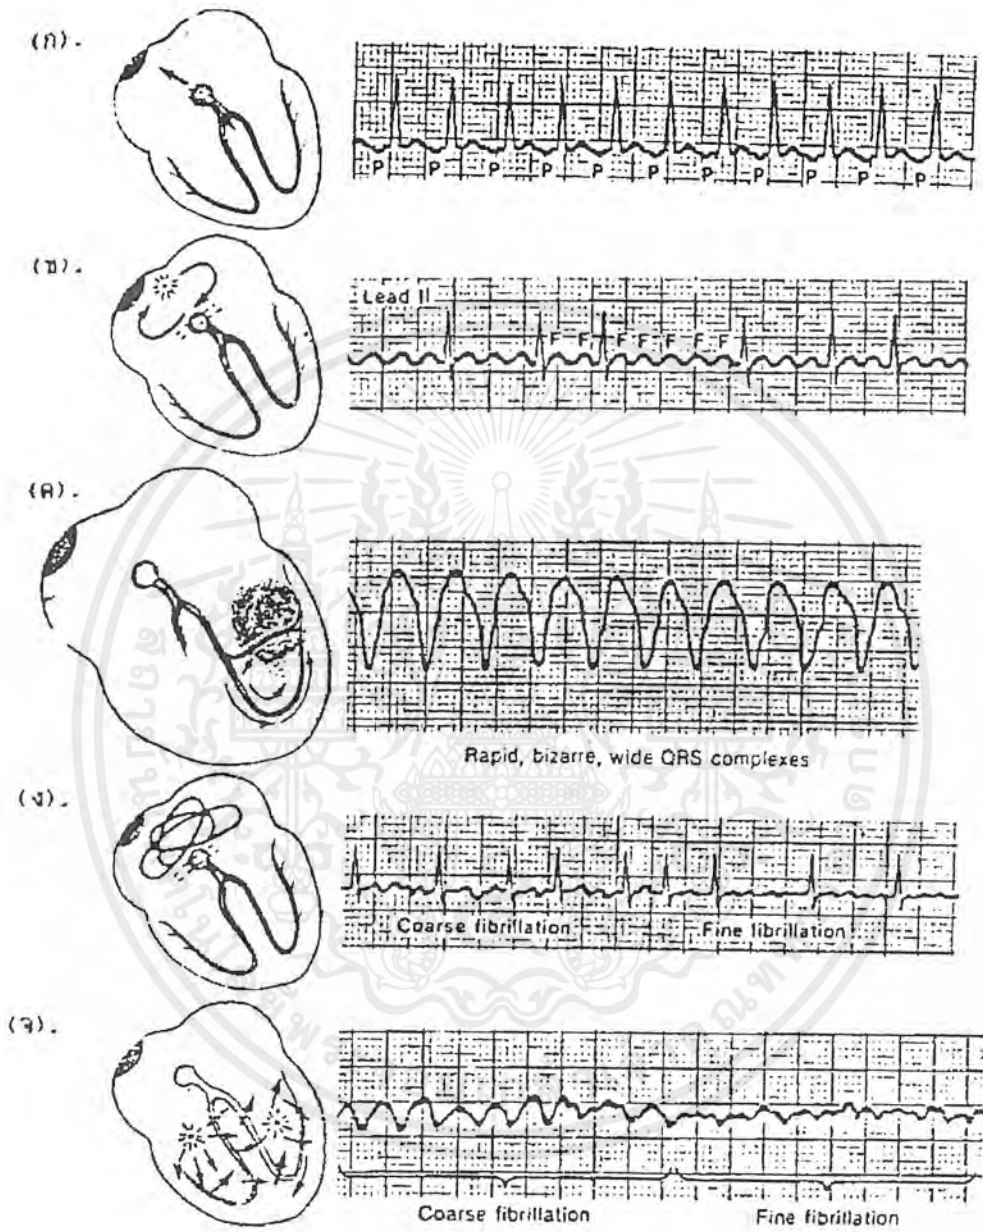 (ก).
P P P P P P P P P P P
(ข).
Lead II
F F F F F F F
(ค).
Rapid, bizarre, wide QRS complexes
(ง).
Coarse fibrillation Fine fibrillation
(จ).
Coarse fibrillation Fine fibrillation